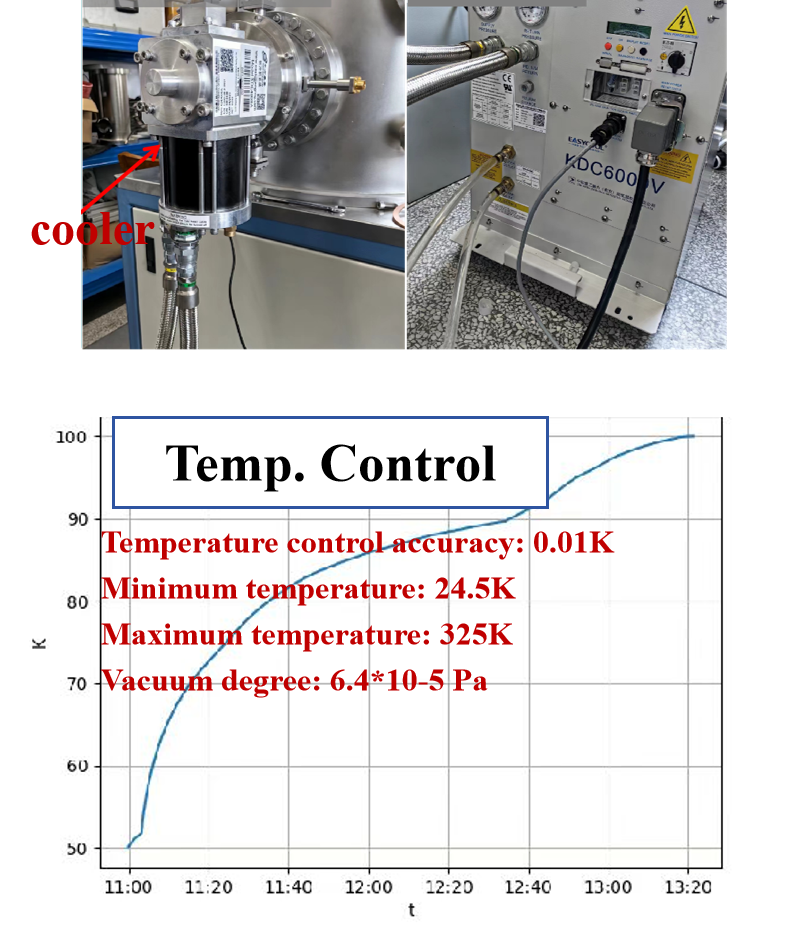 cooler
KDC6000V
Temp. Control
Temperature control accuracy: 0.01K
Minimum temperature: 24.5K
Maximum temperature: 325K
Vacuum degree: 6.4*10-5 Pa
100
90
80
70
60
50
K
11:00 11:20 11:40 12:00 12:20 12:40 13:00 13:20
t